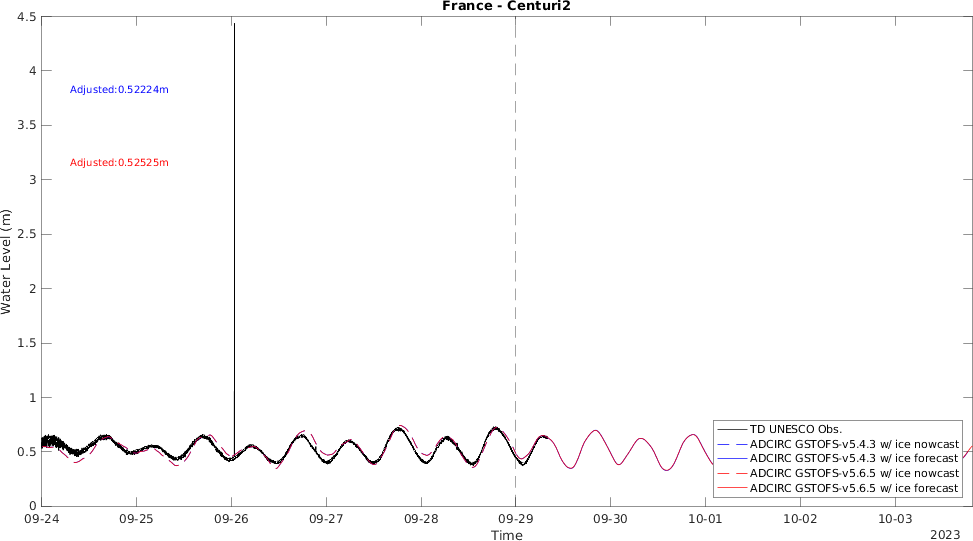 France - Centuri2
4.5
4
3.5
3
2.5
2
1.5
1
0.5
0
Water Level (m)
Adjusted:0.52224m
Adjusted:0.52525m
TD UNESCO Obs.
ADCIRC GSTOFS-v5.4.3 w/ ice nowcast
ADCIRC GSTOFS-v5.4.3 w/ ice forecast
ADCIRC GSTOFS-v5.6.5 w/ ice nowcast
ADCIRC GSTOFS-v5.6.5 w/ ice forecast
09-24 09-25 09-26 09-27 09-28 09-29 09-30 10-01 10-02 10-03
Time
2023